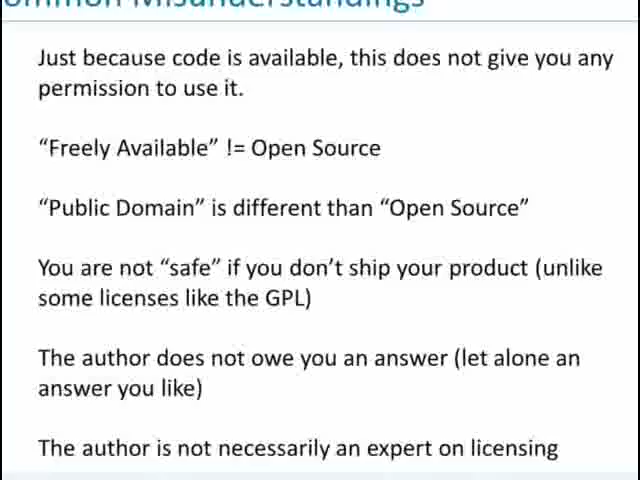 ommon Misunderstandings
Just because code is available, this does not give you any
permission to use it.
“Freely Available” != Open Source
“Public Domain” is different than “Open Source”
You are not “safe” if you don’t ship your product (unlike
some licenses like the GPL)
The author does not owe you an answer (let alone an
answer you like)
The author is not necessarily an expert on licensing